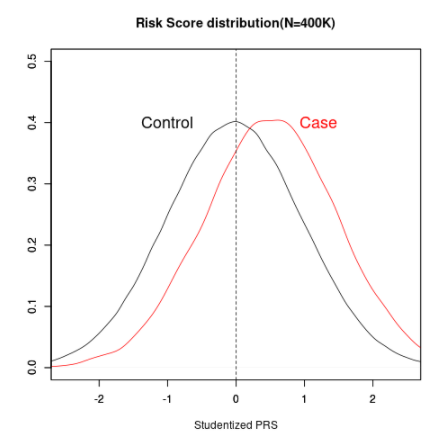 Risk Score distribution(N=400K)
0.5
0.4
0.3
0.2
0.1
0.0
Control
Case
-2 -1 0 1 2
Studentized PRS